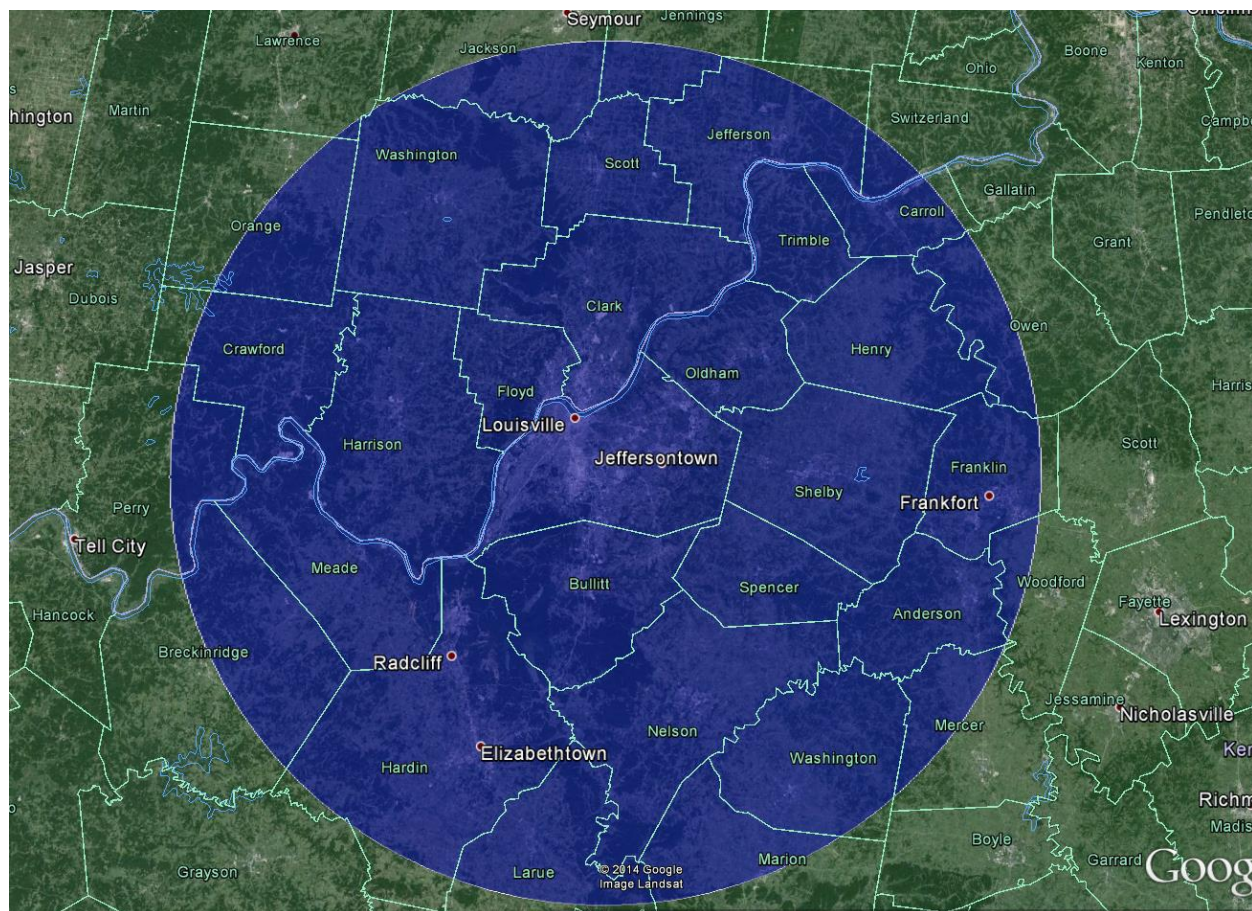 Seymour
Jennings
Lawrence
Jackson
Boone
Ohio
Kenton
Martin
Jefferson
Switzerland
hington
Campb
Washington
Scott
Gallatin
Carroll
Pendleto
Orange
Trimble
Grant
Jasper
Dubois
Clark
Owen
Crawford
Henry
Oldham
Harris
Floyd
Louisville
Harrison
Scott
Jeffersontown
Franklin
Shelby
Frankfort
Perry
Tell City
Meade
Bullitt
Spencer
Woodford
Fayette
Hancock
Anderson
Lexington
Breckinridge
Radcliff
Jessamine
Nicholasville
Mercer
Nelson
Elizabethtown
Washington
Ken
Hardin
Richm
Madis
Boyle
Marion
Garrard
Grayson
Larue
© 2014 Google
Image Landsat
Goog